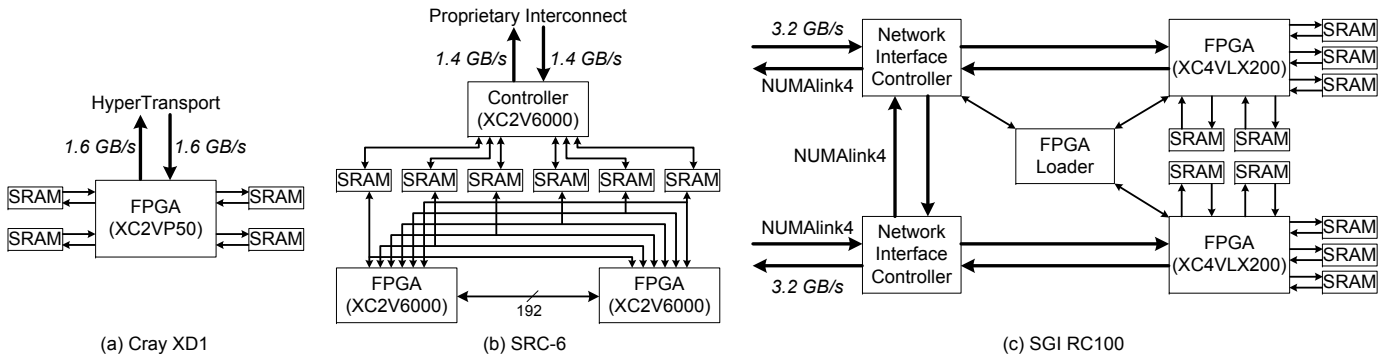 HyperTransport
1.6 GB/s
1.6 GB/s
SRAM
SRAM
FPGA
(XC2VP50)
SRAM
SRAM
(a) Cray XD1
Proprietary Interconnect
1.4 GB/s
1.4 GB/s
Controller
(XC2V6000)
SRAM
SRAM
SRAM
SRAM
SRAM
SRAM
FPGA
(XC2V6000)
192
FPGA
(XC2V6000)
(b) SRC-6
3.2 GB/s
NUMAlink4
Network
Interface
Controller
FPGA
(XC4VLX200)
SRAM
SRAM
SRAM
SRAM
SRAM
NUMAlink4
FPGA
Loader
SRAM
SRAM
NUMAlink4
3.2 GB/s
Network
Interface
Controller
FPGA
(XC4VLX200)
SRAM
SRAM
SRAM
(c) SGI RC100